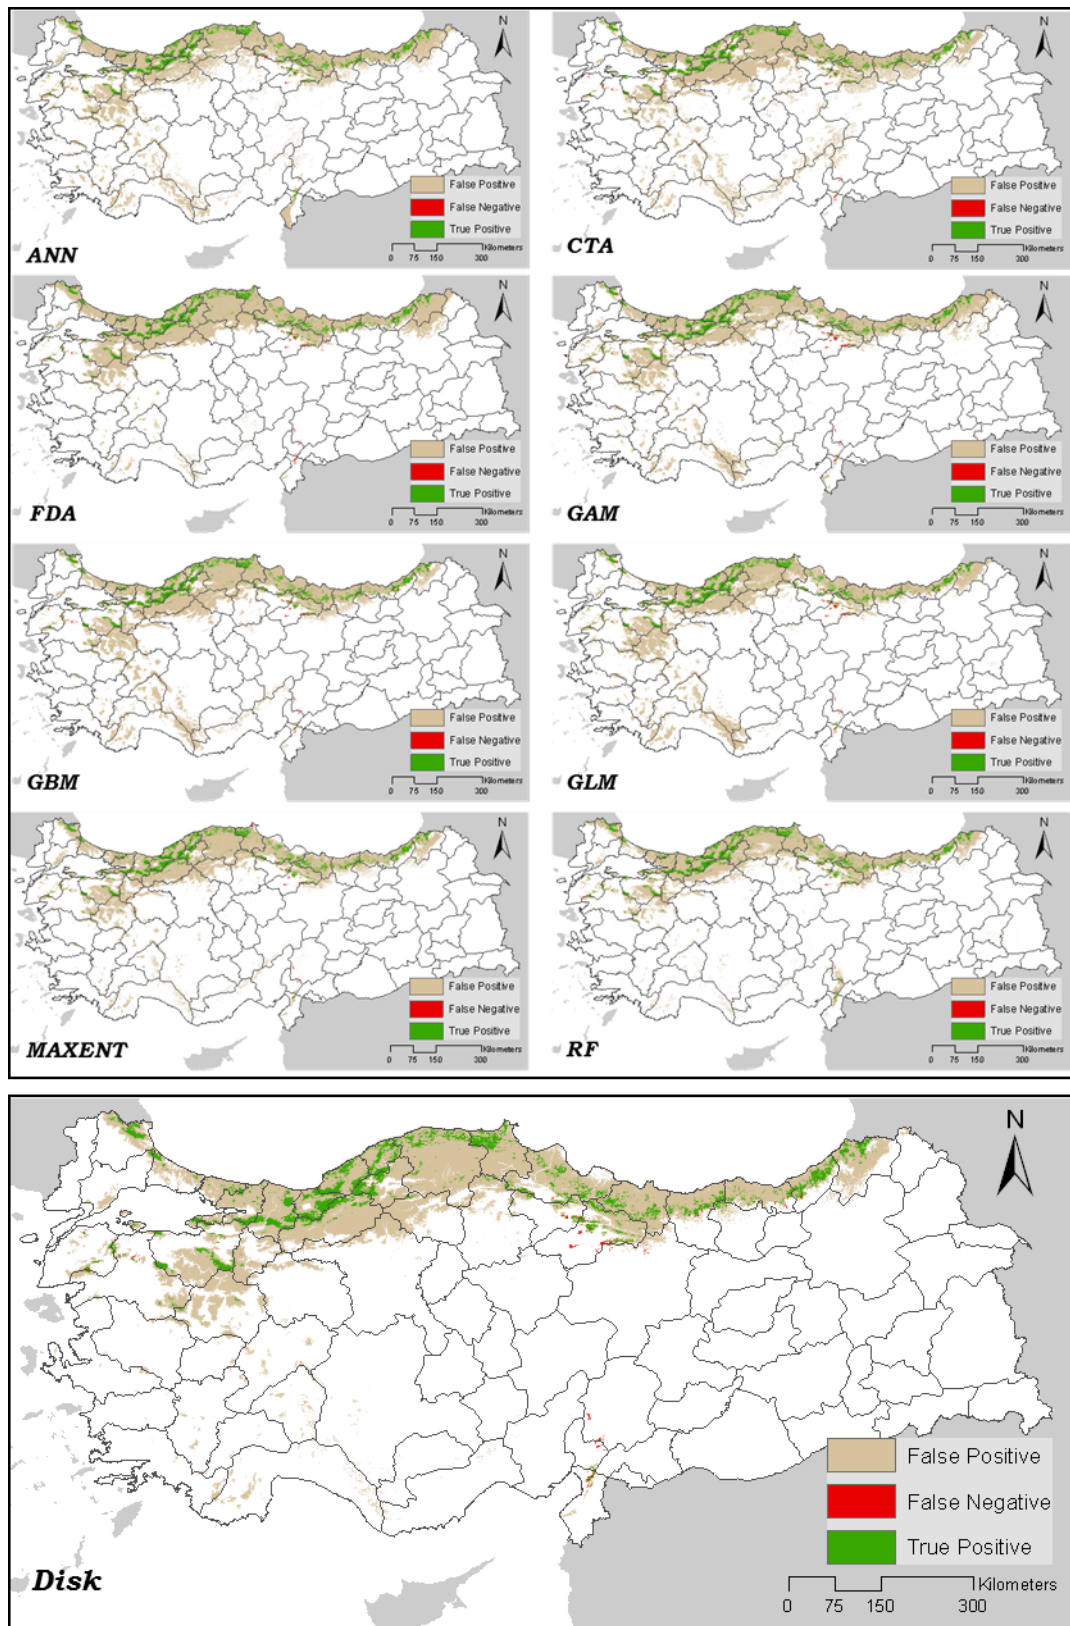 N
False Positive
False Negative
True Positive
Kilometers
0 75 150 300
ANN
N
False Positive
False Negative
True Positive
Kilometers
0 75 150 300
CTA
N
False Positive
False Negative
True Positive
Kilometers
0 75 150 300
FDA
N
False Positive
False Negative
True Positive
Kilometers
0 75 150 300
GAM
N
False Positive
False Negative
True Positive
Kilometers
0 75 150 300
GBM
N
False Positive
False Negative
True Positive
Kilometers
0 75 150 300
GLM
N
False Positive
False Negative
True Positive
Kilometers
0 75 150 300
MAXENT
N
False Positive
False Negative
True Positive
Kilometers
0 75 150 300
RF
N
False Positive
False Negative
True Positive
Kilometers
0 75 150 300
Disk